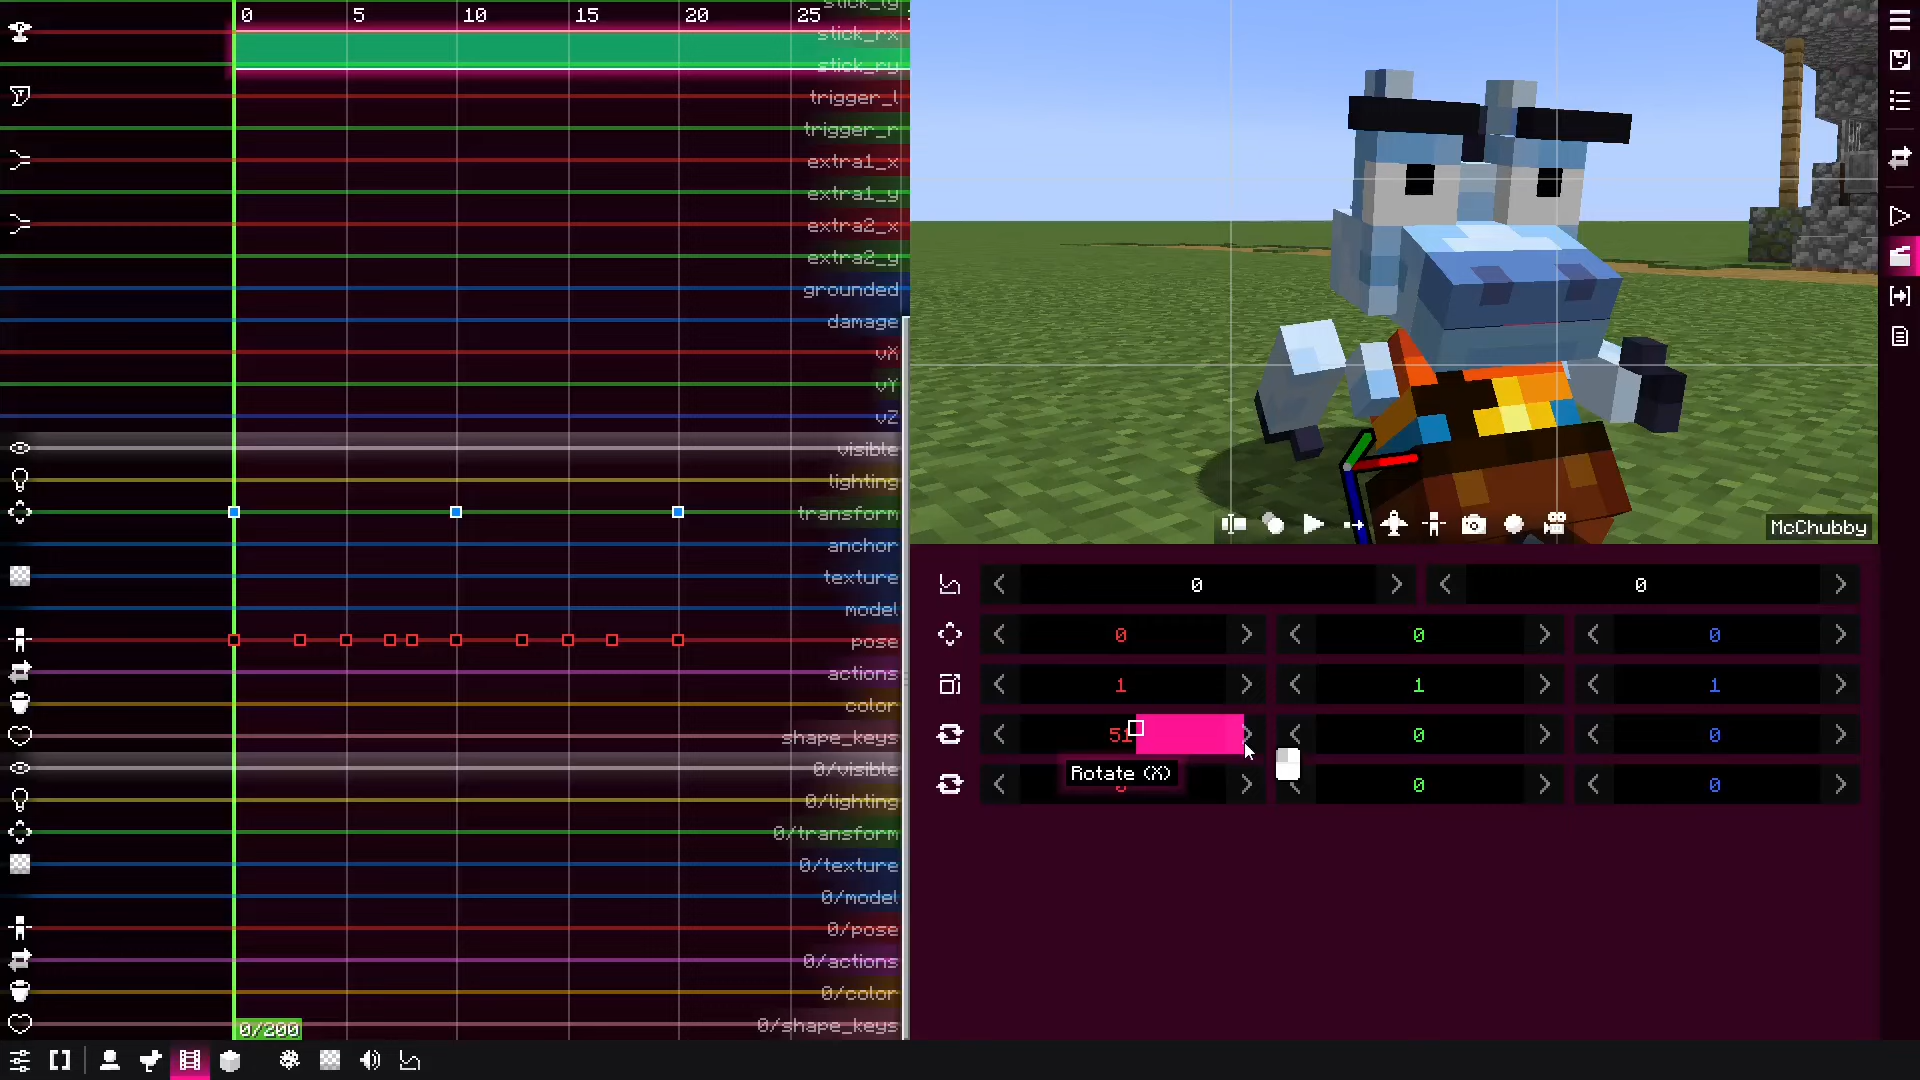 0 5 10 15 20 25
stick_ly
stick_rx
stick_ry
trigger_l
trigger_r
extra1_x
extra1_y
extra2_x
extra2_y
grounded
damage
vX
vY
vZ
visible
lighting
transform
anchor
texture
model
pose
actions
color
shape_keys
0/visible
0/lighting
0/transform
0/texture
0/model
0/pose
0/actions
0/color
0/shape_keys
0/200
McChubby
0 0
0 0 0
1 1 1
51 0 0
Rotate (X)
0 0 0